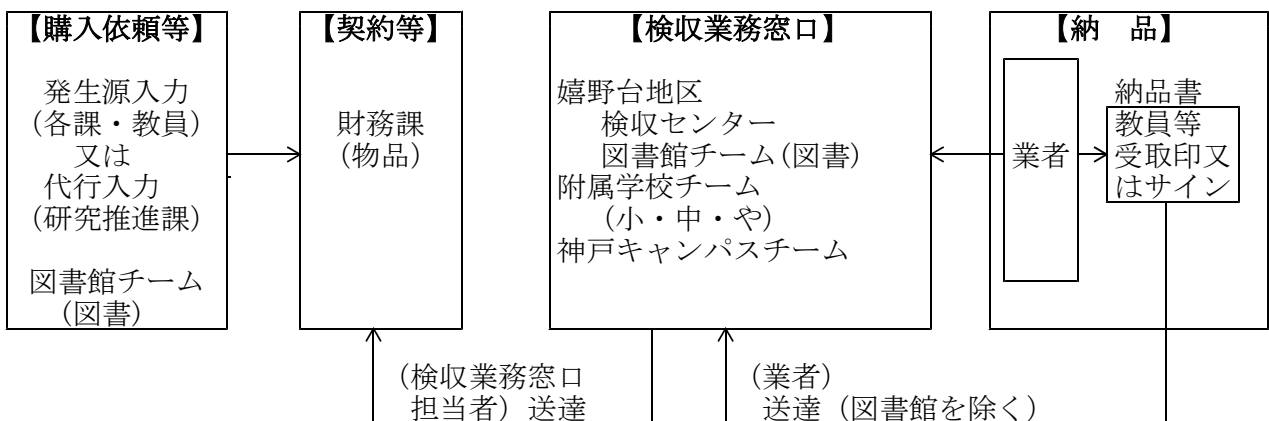 【購入依頼等】
発生源入力
(各課・教員)
又は
代行入力
(研究推進課)
図書館チーム
(図書)
【契約等】
財務課
(物品)
【検収業務窓口】
嬉野台地区
検収センター
図書館チーム(図書)
附属学校チーム
(小・中・や)
神戸キャンパスチーム
【納　品】
業者
納品書
教員等
受取印又
はサイン
(検収業務窓口
担当者)送達
(業者)
送達(図書館を除く)